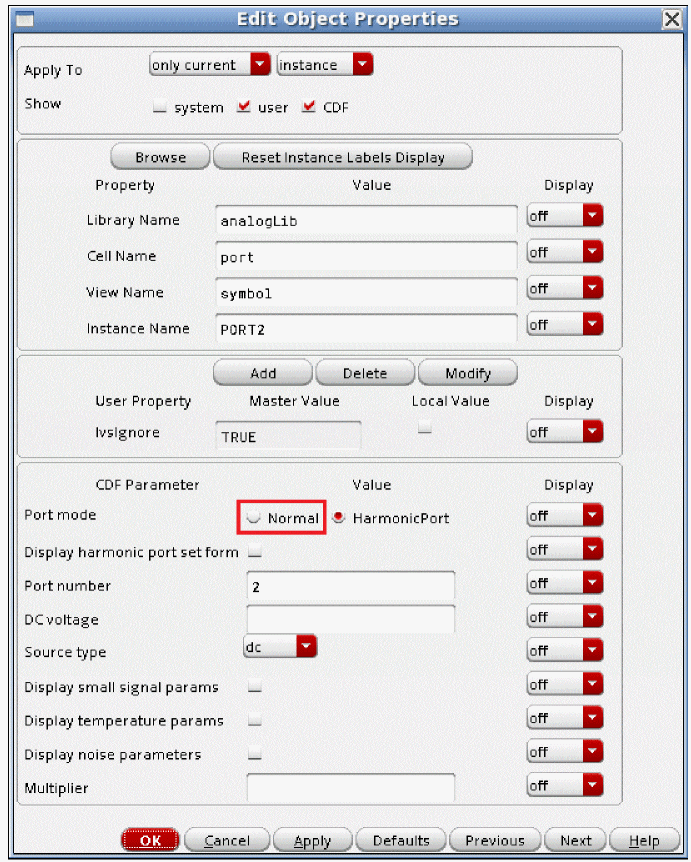 Edit Object Properties
Apply To only current instance
Show system user CDF
Browse Reset Instance Labels Display
Property Value Display
Library Name analogLib off
Cell Name port off
View Name symbol off
Instance Name PORT2 off
Add Delete Modify
User Property Master Value Local Value Display
lvsIgnore TRUE off
CDF Parameter Value Display
Port mode Normal HarmonicPort off
Display harmonic port set form off
Port number 2 off
DC voltage off
Source type dc off
Display small signal params off
Display temperature params off
Display noise parameters off
Multiplier off
OK Cancel Apply Defaults Previous Next Help